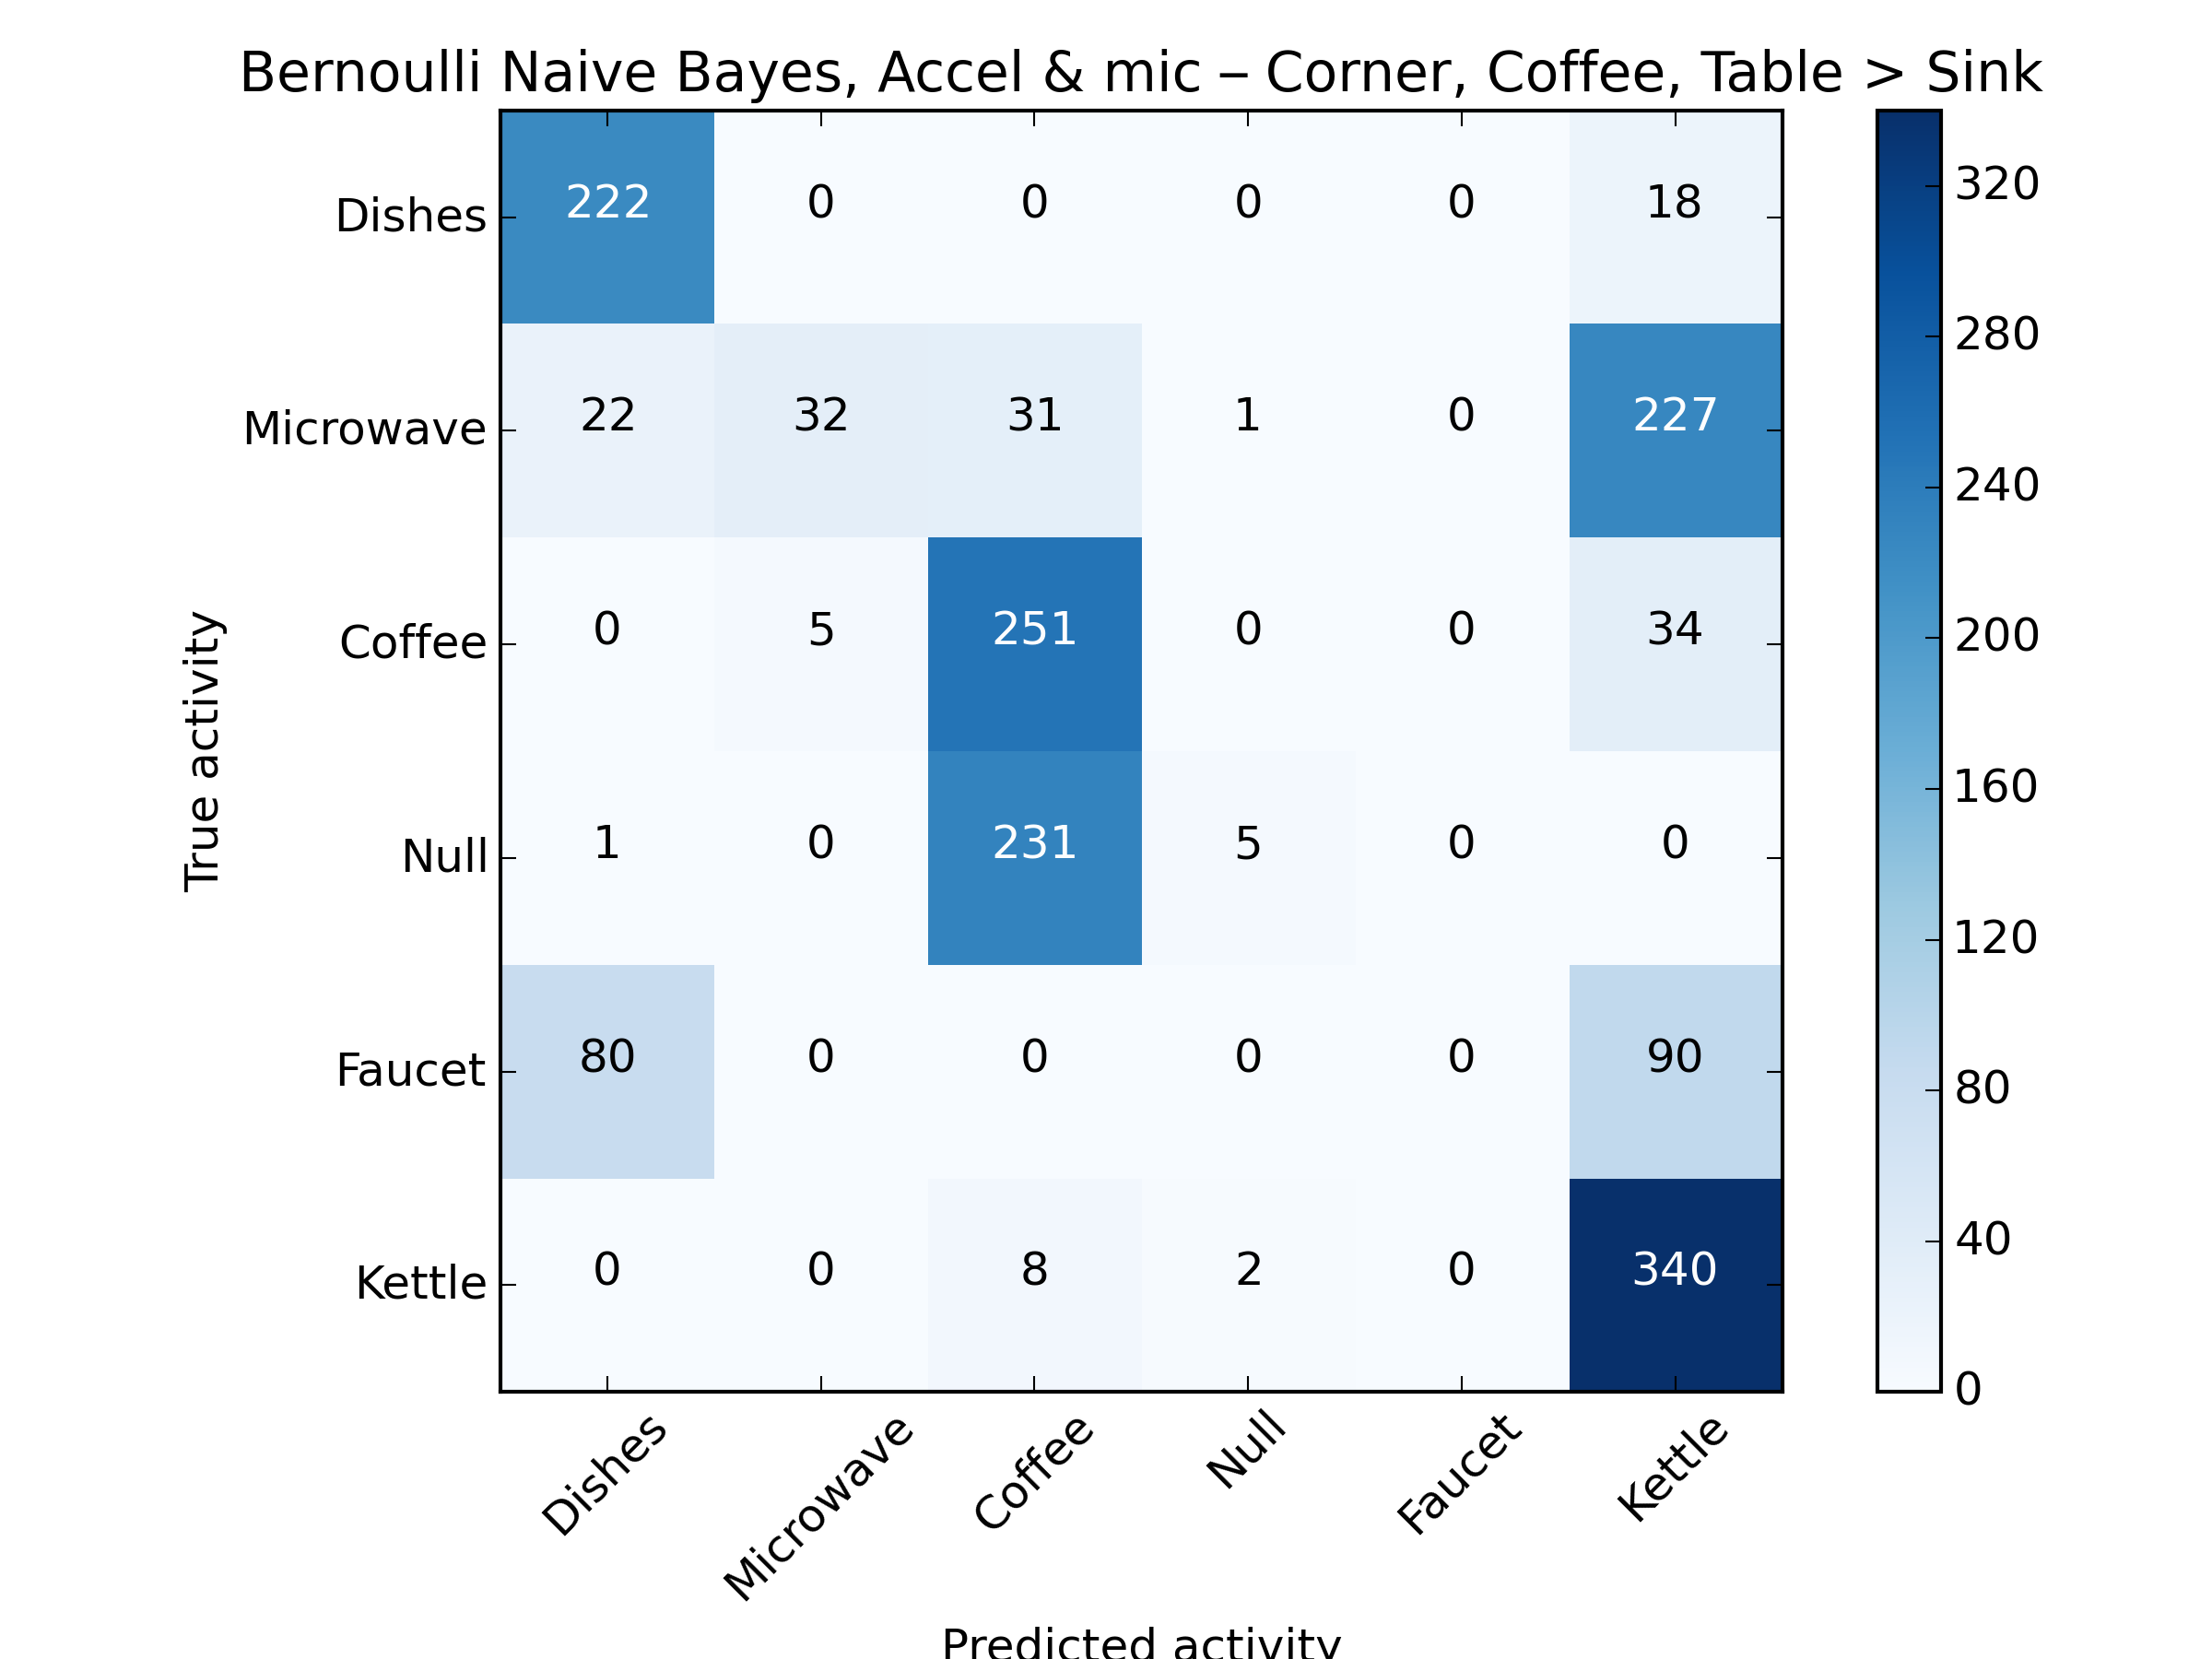 Bernoulli Naive Bayes, Accel & mic – Corner, Coffee, Table > Sink
Dishes 222 0 0 0 0 18
Microwave 22 32 31 1 0 227
Coffee 0 5 251 0 0 34
Null 1 0 231 5 0 0
Faucet 80 0 0 0 0 90
Kettle 0 0 8 2 0 340
True activity
Dishes Microwave Coffee Null Faucet Kettle
Predicted activity
320
280
240
200
160
120
80
40
0